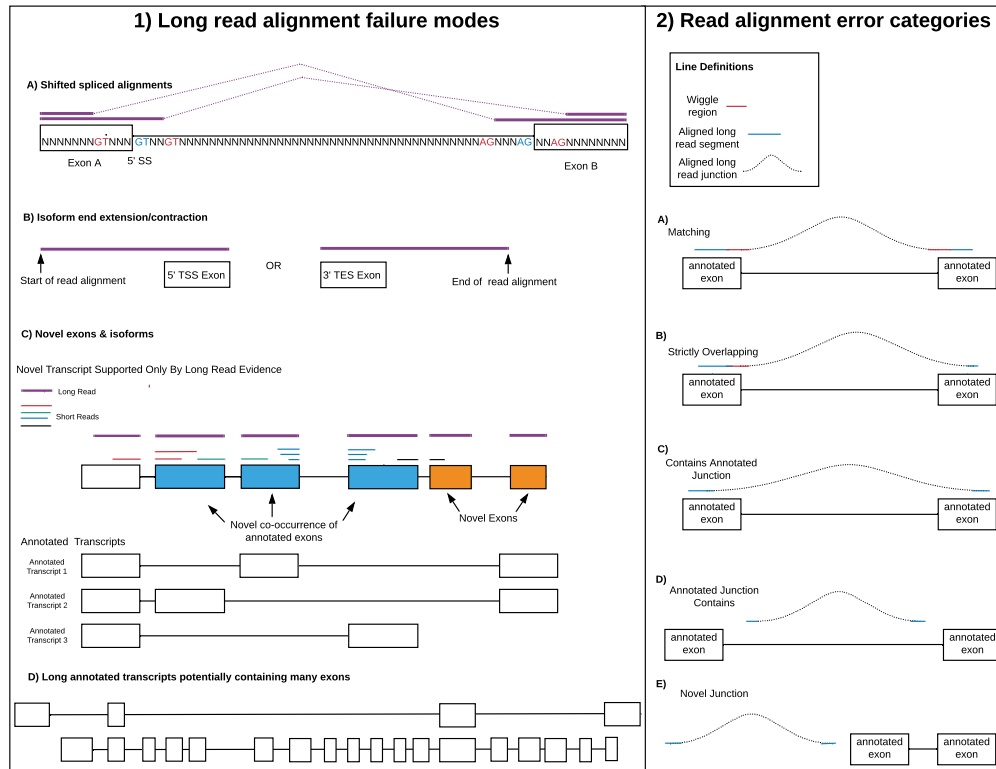 1) Long read alignment failure modes
A) Shifted spliced alignments
NNNNNNNGTNNN GTNNGTNNNNNNNNNNNNNNNNNNNNNNNNNNNNNNNNNNNNNNNNAGNNNAG NNAGNNNNNNNN
Exon A
5' SS
Exon B
B) Isoform end extension/contraction
Start of read alignment
5' TSS Exon
OR
3' TES Exon
End of read alignment
C) Novel exons & isoforms
Novel Transcript Supported Only By Long Read Evidence
Long Read
Short Reads
Novel co-occurrence of
annotated exons
Novel Exons
Annotated Transcripts
Annotated
Transcript 1
Annotated
Transcript 2
Annotated
Transcript 3
D) Long annotated transcripts potentially containing many exons
2) Read alignment error categories
Line Definitions
Wiggle
region
Aligned long
read segment
Aligned long
read junction
A)
Matching
annotated
exon
annotated
exon
B)
Strictly Overlapping
annotated
exon
annotated
exon
C)
Contains Annotated
Junction
annotated
exon
annotated
exon
D)
Annotated Junction
Contains
annotated
exon
annotated
exon
E)
Novel Junction
annotated
exon
annotated
exon